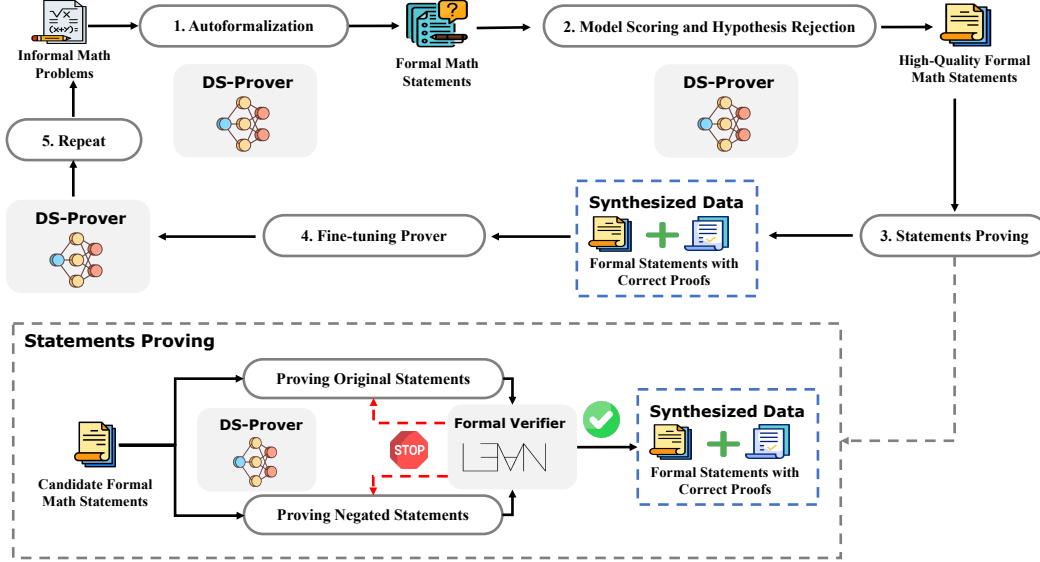 √x
(x+y)²
Informal Math
Problems
1. Autoformalization
?
Formal Math
Statements
2. Model Scoring and Hypothesis Rejection
High-Quality Formal
Math Statements
DS-Prover
DS-Prover
5. Repeat
DS-Prover
4. Fine-tuning Prover
Synthesized Data
Formal Statements with
Correct Proofs
3. Statements Proving
Statements Proving
Candidate Formal
Math Statements
Proving Original Statements
DS-Prover
STOP
Proving Negated Statements
Formal Verifier
L∃∀N
Synthesized Data
Formal Statements with
Correct Proofs